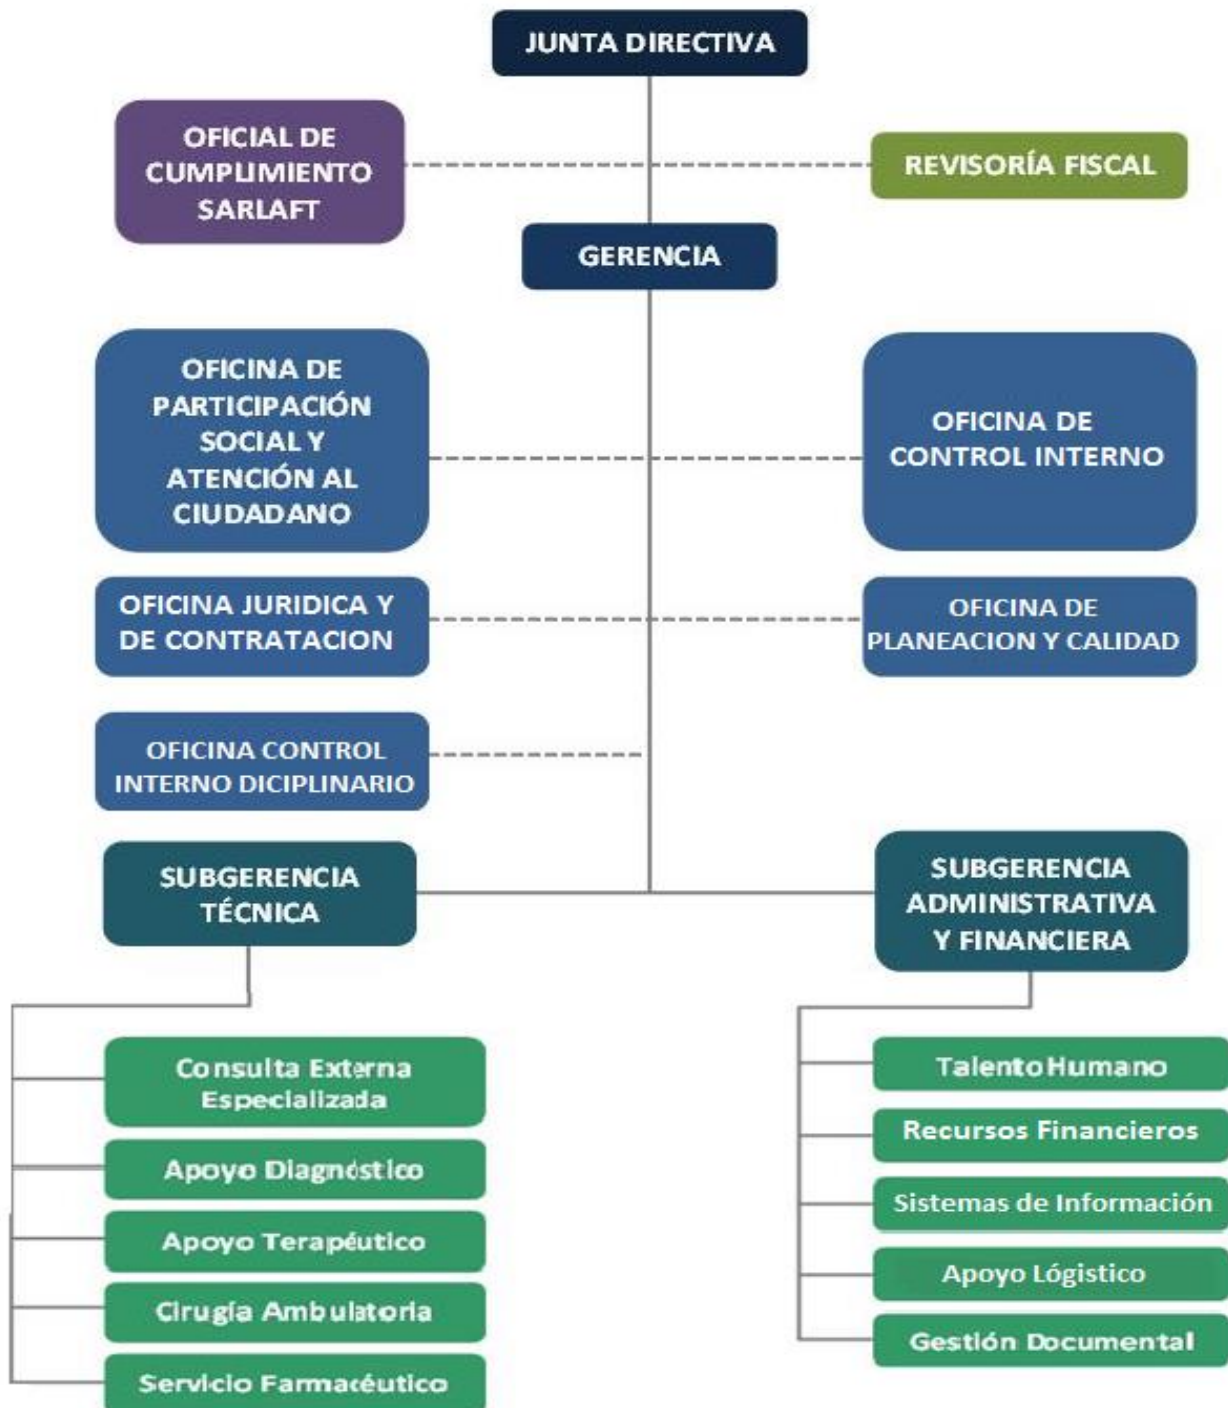 JUNTA DIRECTIVA
OFICIAL DE
CUMPLIMIENTO
SARLAFT
REVISORÍA FISCAL
GERENCIA
OFICINA DE
PARTICIPACIÓN
SOCIAL Y
ATENCIÓN AL
CIUDADANO
OFICINA DE
CONTROL INTERNO
OFICINA JURIDICA Y
DE CONTRATACION
OFICINA DE
PLANEACION Y CALIDAD
OFICINA CONTROL
INTERNO DICIPLINARIO
SUBGERENCIA
TÉCNICA
SUBGERENCIA
ADMINISTRATIVA
Y FINANCIERA
Consulta Externa
Especializada
Apoyo Diagnóstico
Apoyo Terapéutico
Cirugía Ambulatoria
Servicio Farmacéutico
Talento Humano
Recursos Financieros
Sistemas de Información
Apoyo Lógistico
Gestión Documental